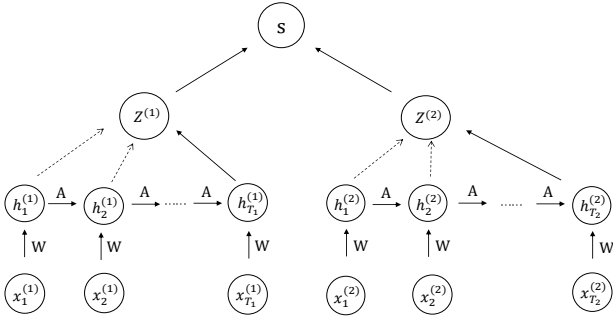 S
Z^{(1)} Z^{(2)}
A A A A A A
h_1^{(1)} h_2^{(1)} ...... h_{T_1}^{(1)} h_1^{(2)} h_2^{(2)} ...... h_{T_2}^{(2)}
W W W W W W
x_1^{(1)} x_2^{(1)} x_{T_1}^{(1)} x_1^{(2)} x_2^{(2)} x_{T_2}^{(2)}